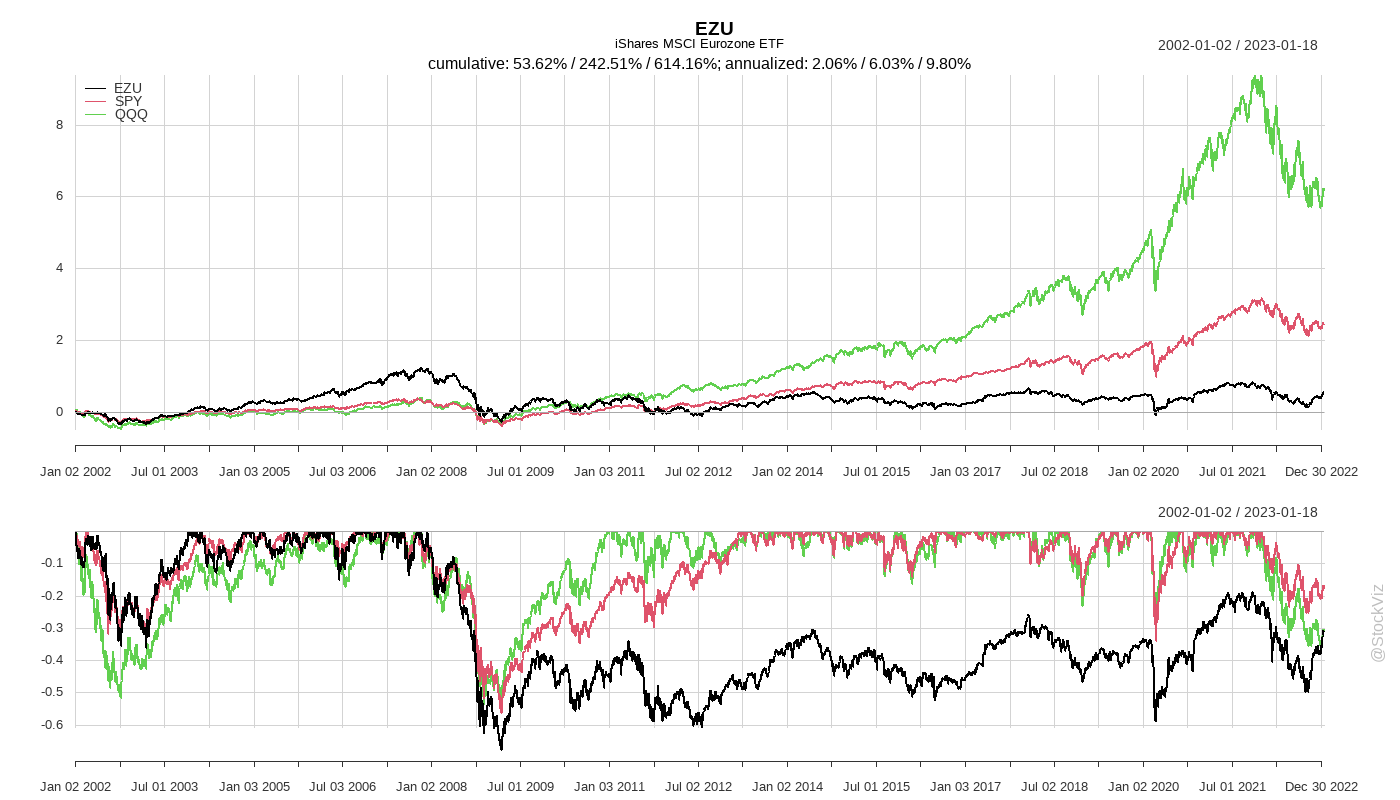 EZU
iShares MSCI Eurozone ETF
2002-01-02 / 2023-01-18
cumulative: 53.62% / 242.51% / 614.16%; annualized: 2.06% / 6.03% / 9.80%
EZU
SPY
QQQ
8
6
4
2
0
Jan 02 2002 Jul 01 2003 Jan 03 2005 Jul 03 2006 Jan 02 2008 Jul 01 2009 Jan 03 2011 Jul 02 2012 Jan 02 2014 Jul 01 2015 Jan 03 2017 Jul 02 2018 Jan 02 2020 Jul 01 2021 Dec 30 2022
2002-01-02 / 2023-01-18
-0.1
-0.2
-0.3
-0.4
-0.5
-0.6
Jan 02 2002 Jul 01 2003 Jan 03 2005 Jul 03 2006 Jan 02 2008 Jul 01 2009 Jan 03 2011 Jul 02 2012 Jan 02 2014 Jul 01 2015 Jan 03 2017 Jul 02 2018 Jan 02 2020 Jul 01 2021 Dec 30 2022
@StockViz